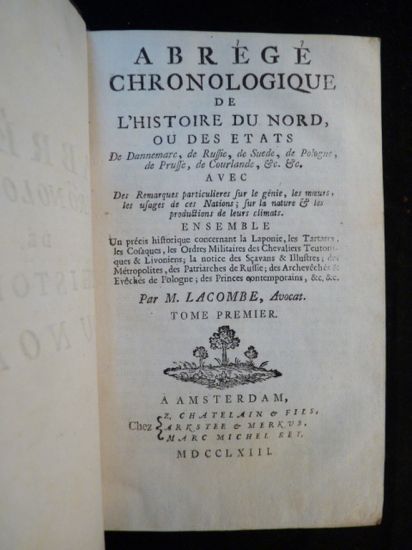 ABRÉGÉ
CHRONOLOGIQUE
DE
L'HISTOIRE DU NORD,
OU DES ETATS
De Dannemarc, de Russie, de Suede, de Pologne,
de Prusse, de Courlande, &c. &c.
AVEC
Des Remarques particulieres sur le génie, les mœurs,
les usages de ces Nations; sur la nature & les
productions de leurs climats.
ENSEMBLE
Un précis historique concernant la Laponie, les Tartares,
les Cosaques, les Ordres Militaires des Chevaliers Teutoni-
ques & Livoniens; la notice des Sçavans & Illustres; des
Métropolites, des Patriarches de Russie; des Archevêchés &
Evêchés de Pologne; des Princes contemporains, &c. &c.
Par M. LACOMBE, Avocat.
TOME PREMIER.
A AMSTERDAM,
Z. CHATELAIN & FILS,
Chez ARKSTEE & MERKUS,
MARC MICHEL REY.
MDCCLXIII.